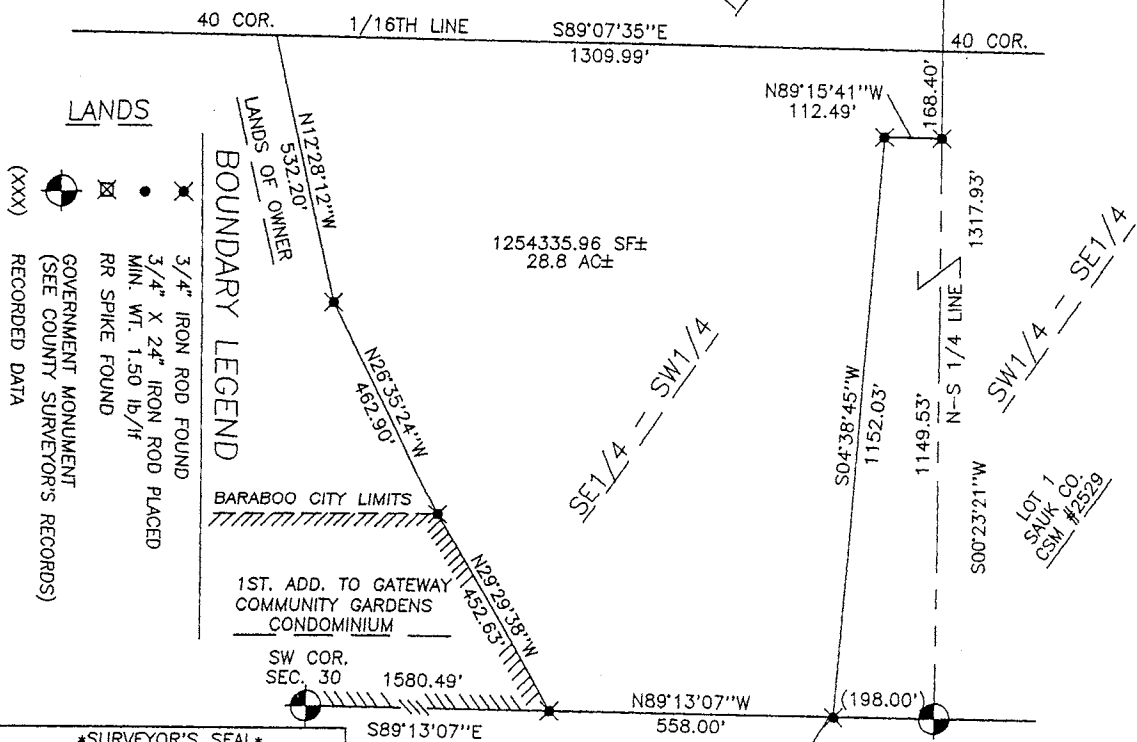 40 COR.
1/16TH LINE
S89°07'35"E
1309.99'
40 COR.
N89°15'41"W
112.49'
168.40'
LANDS
N12°28'12"W
532.20'
LANDS OF OWNER
1254335.96 SF±
28.8 AC±
1317.93'
N-S 1/4 LINE
SW1/4 - SE1/4
BOUNDARY LEGEND
3/4" IRON ROD FOUND
3/4" X 24" IRON ROD PLACED
MIN. WT. 1.50 lb/lf
RR SPIKE FOUND
GOVERNMENT MONUMENT
(SEE COUNTY SURVEYOR'S RECORDS)
(XXX) RECORDED DATA
N26°35'24"W
462.90'
SE1/4 - SW1/4
S04°38'45"W
1152.03'
1149.53'
S00°23'21"W
LOT 1
SAUK CO.
CSM #2529
BARABOO CITY LIMITS
1ST. ADD. TO GATEWAY
COMMUNITY GARDENS
CONDOMINIUM
N29°29'38"W
452.63'
SW COR.
SEC. 30
1580.49'
S89°13'07"E
N89°13'07"W
558.00'
(198.00')
*SURVEYOR'S SEAL*